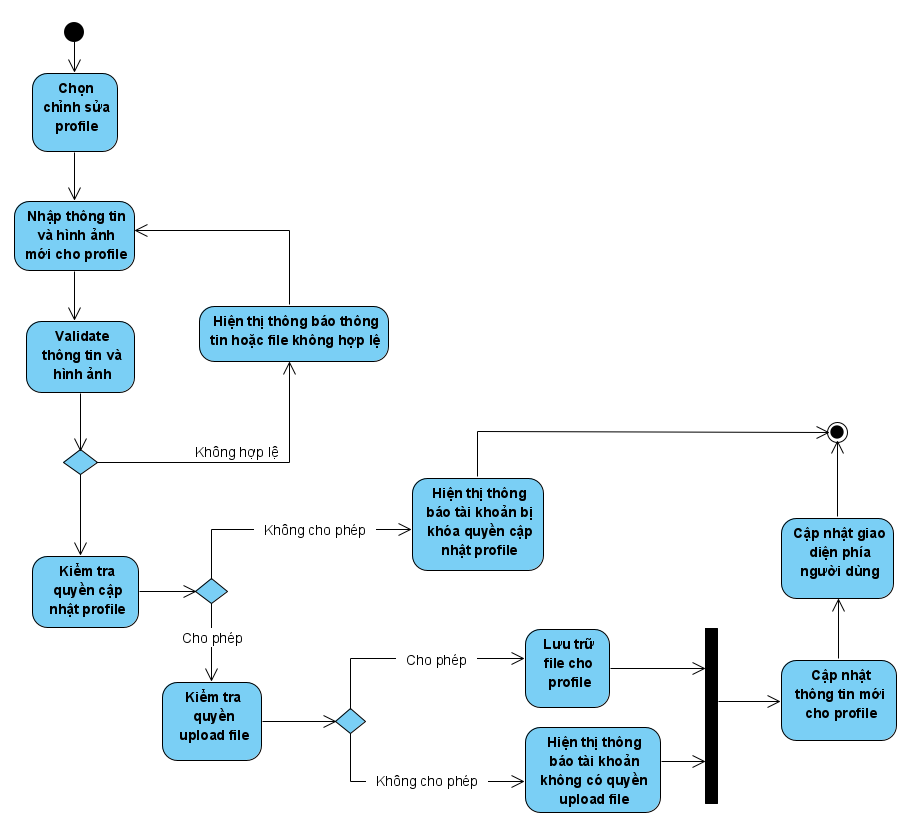 Chọn
chỉnh sửa
profile
Nhập thông tin
và hình ảnh
mới cho profile
Hiện thị thông báo thông
tin hoặc file không hợp lệ
Validate
thông tin và
hình ảnh
Không hợp lệ
Hiện thị thông
báo tài khoản bị
khóa quyền cập
nhật profile
Không cho phép
Cập nhật giao
diện phía
người dùng
Kiểm tra
quyền cập
nhật profile
Cho phép
Kiểm tra
quyền
upload file
Cho phép
Lưu trữ
file cho
profile
Cập nhật
thông tin mới
cho profile
Không cho phép
Hiện thị thông
báo tài khoản
không có quyền
upload file